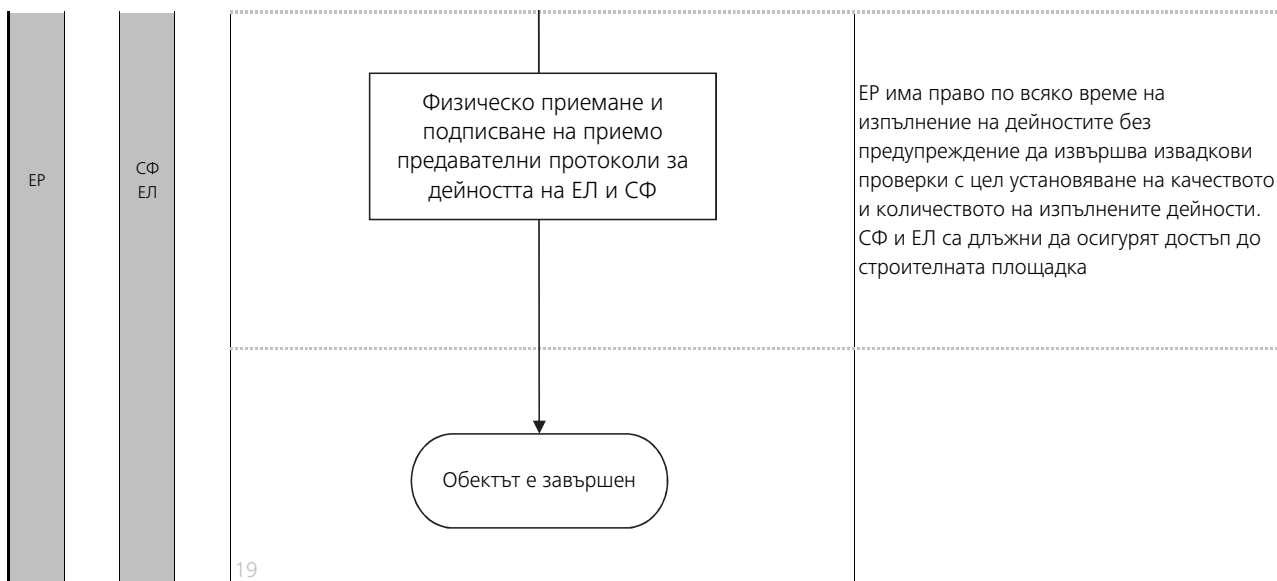 ЕР
СФ
ЕЛ
Физическо приемане и
подписване на приемо
предавателни протоколи за
дейността на ЕЛ и СФ
ЕР има право по всяко време на
изпълнение на дейностите без
предупреждение да извършва извадкови
проверки с цел установяване на качеството
и количеството на изпълнените дейности.
СФ и ЕЛ са длъжни да осигурят достъп до
строителната площадка
Обектът е завършен
19